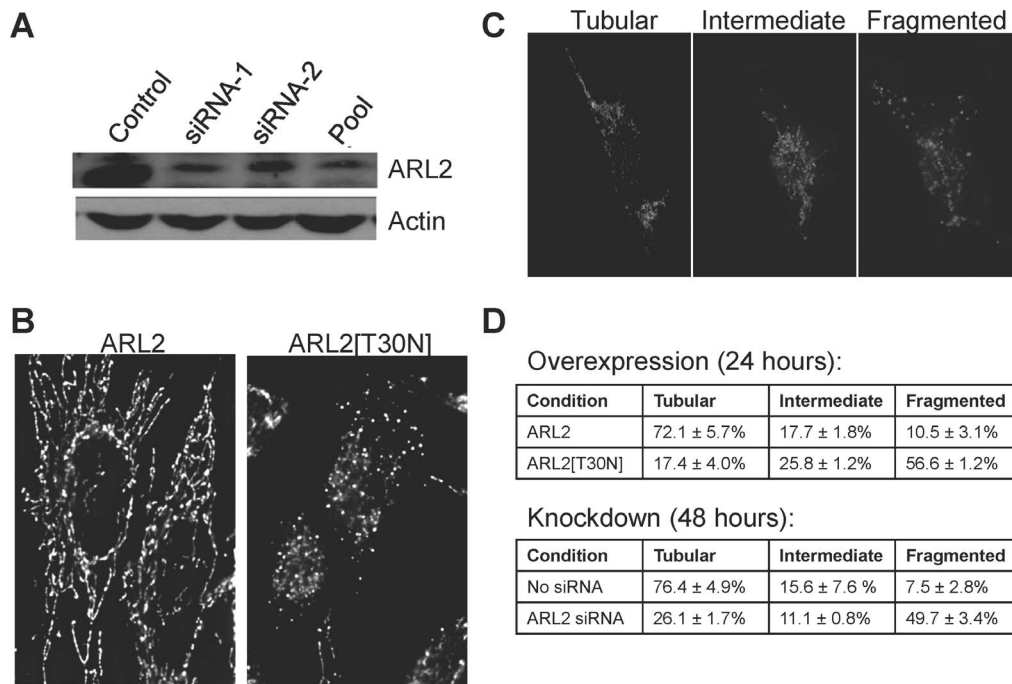 A
Control siRNA-1 siRNA-2 Pool
ARL2
Actin
B
ARL2 ARL2[T30N]
C
Tubular Intermediate Fragmented
D
Overexpression (24 hours):
Condition Tubular Intermediate Fragmented
ARL2 72.1 ± 5.7% 17.7 ± 1.8% 10.5 ± 3.1%
ARL2[T30N] 17.4 ± 4.0% 25.8 ± 1.2% 56.6 ± 1.2%
Knockdown (48 hours):
Condition Tubular Intermediate Fragmented
No siRNA 76.4 ± 4.9% 15.6 ± 7.6 % 7.5 ± 2.8%
ARL2 siRNA 26.1 ± 1.7% 11.1 ± 0.8% 49.7 ± 3.4%